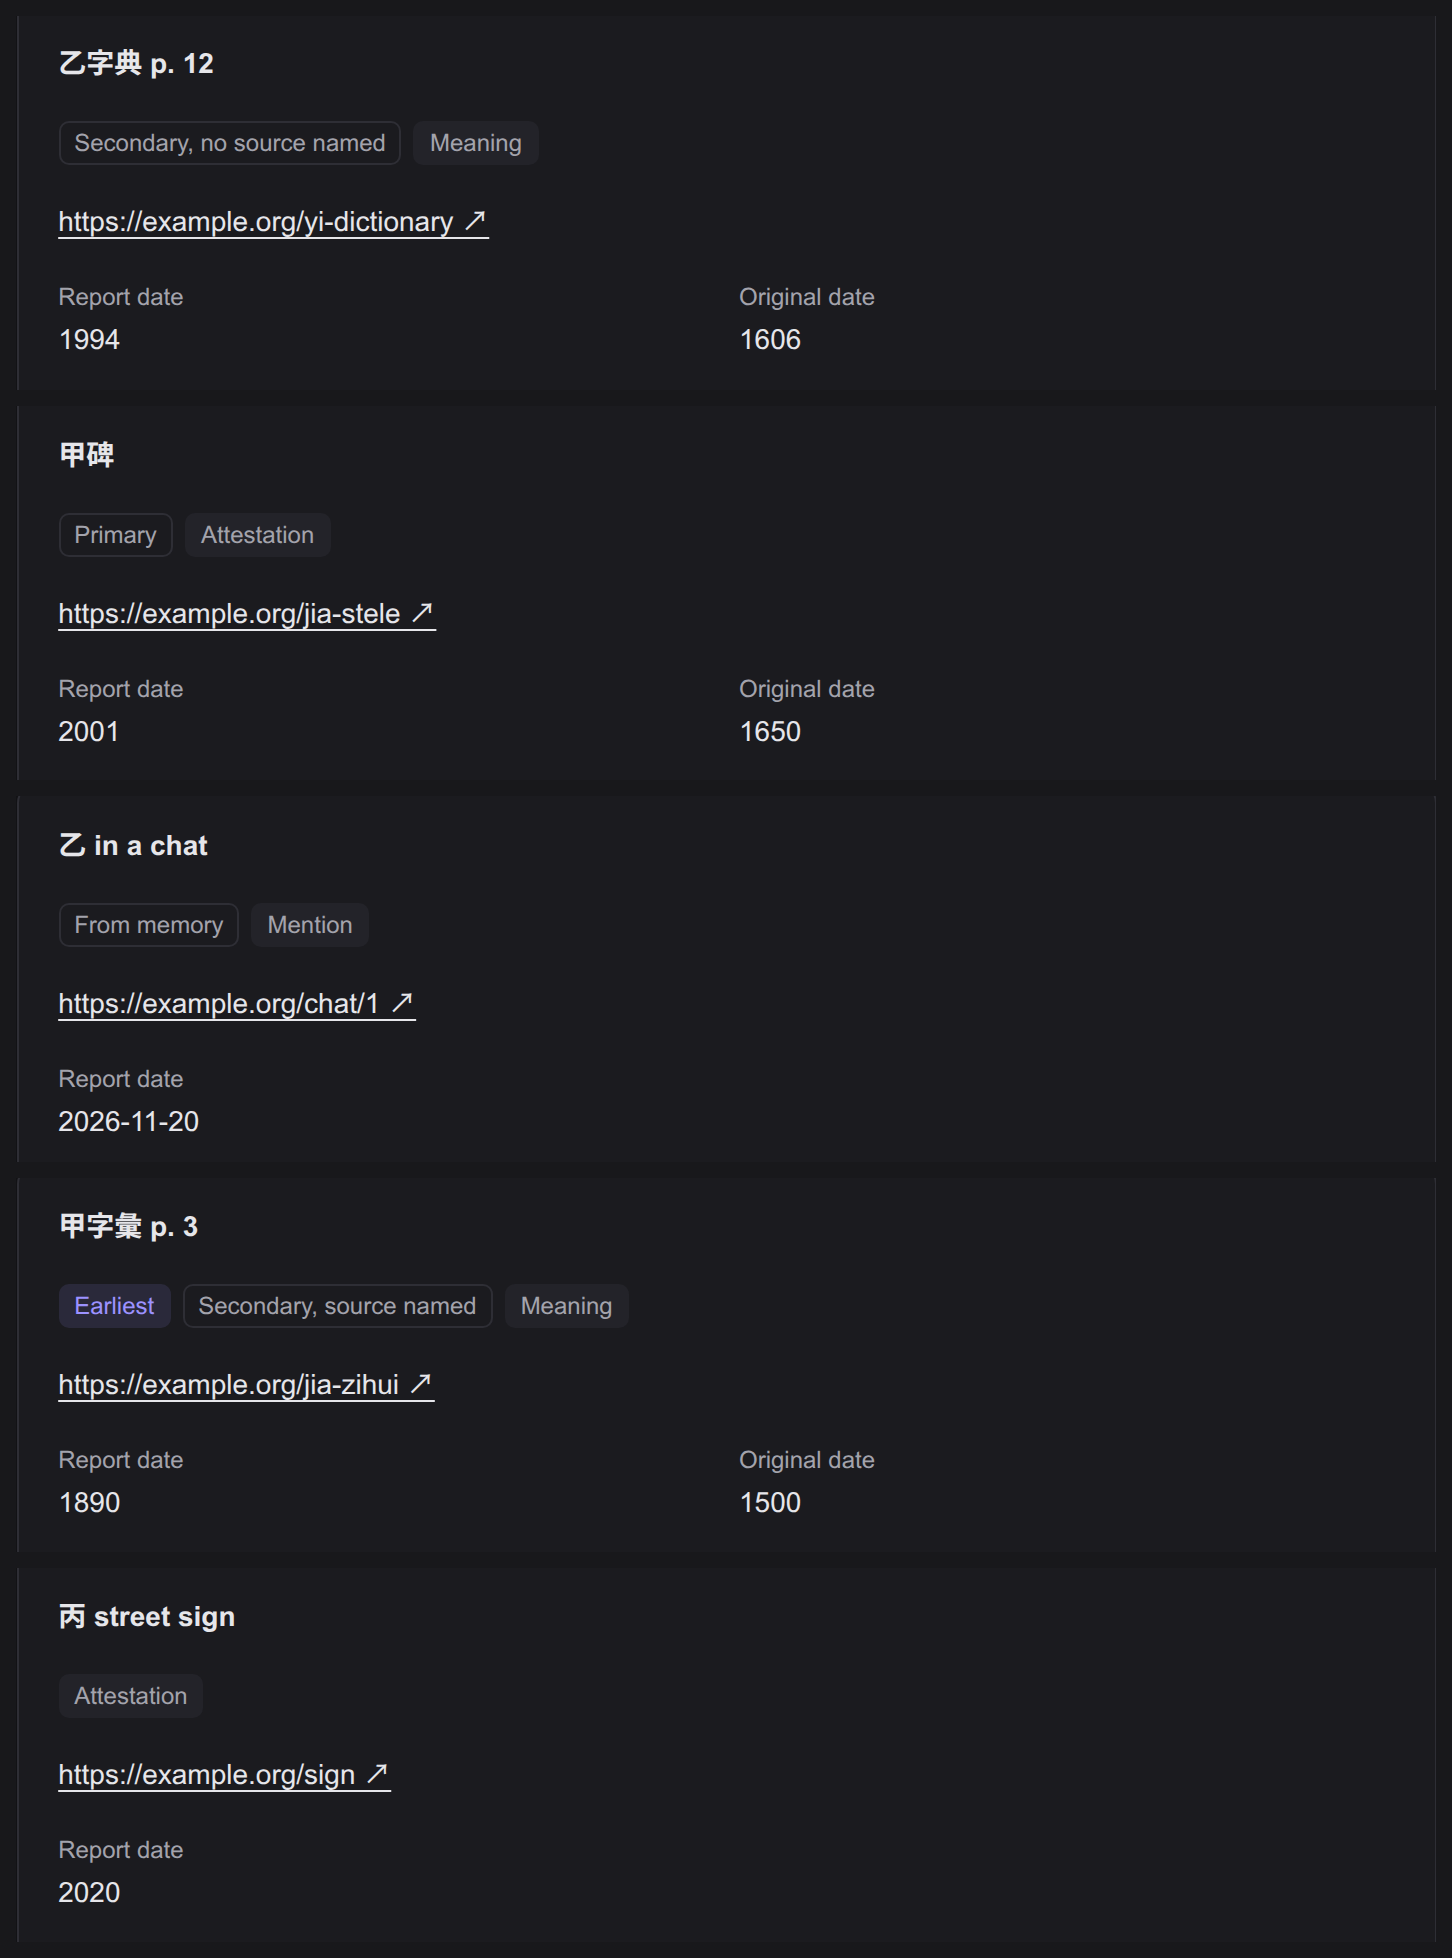 乙字典 p. 12
Secondary, no source named Meaning
https://example.org/yi-dictionary ↗
Report date Original date
1994 1606
甲碑
Primary Attestation
https://example.org/jia-stele ↗
Report date Original date
2001 1650
乙 in a chat
From memory Mention
https://example.org/chat/1 ↗
Report date
2026-11-20
甲字彙 p. 3
Earliest Secondary, source named Meaning
https://example.org/jia-zihui ↗
Report date Original date
1890 1500
丙 street sign
Attestation
https://example.org/sign ↗
Report date
2020